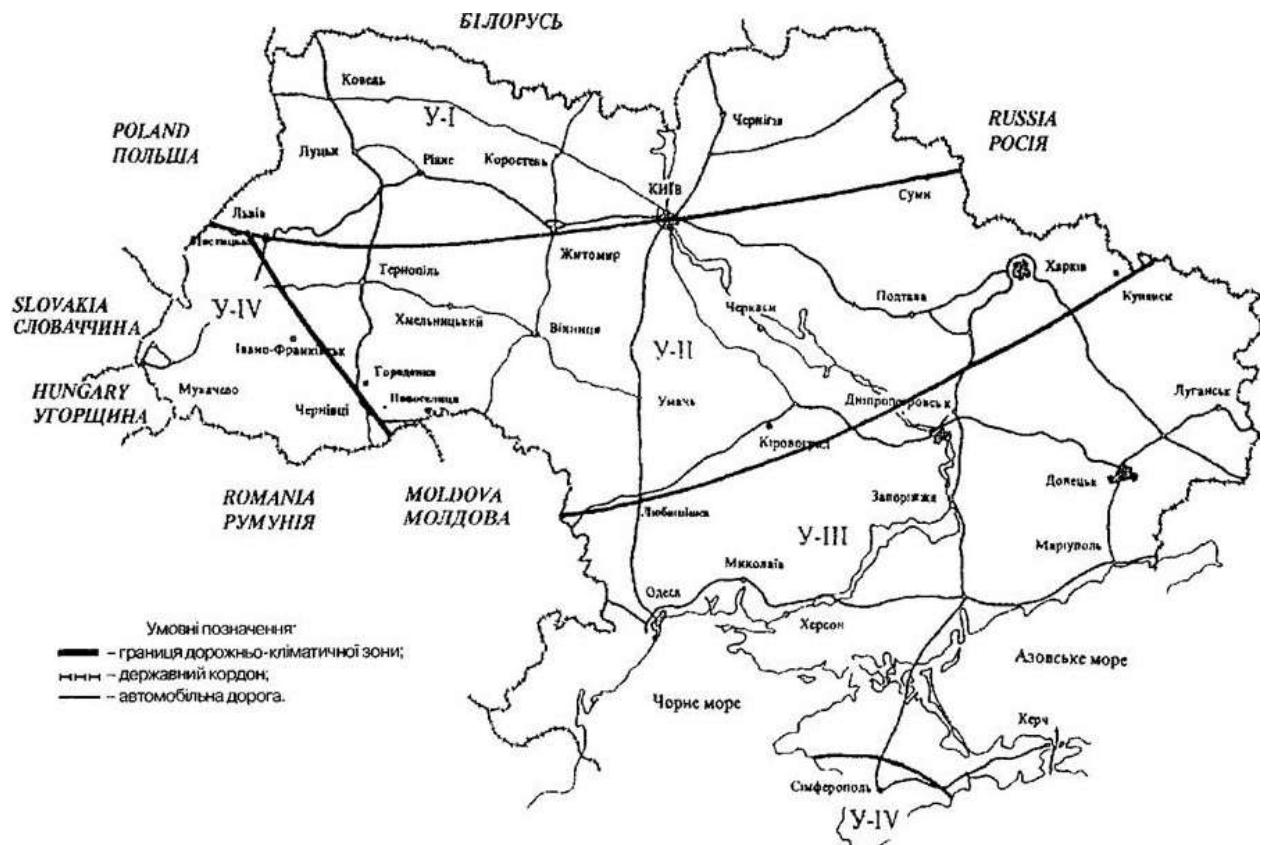 БІЛОРУСЬ
Ковель
У-І
Чернігів
POLAND
ПОЛЬША
RUSSIA
РОСІЯ
Луцьк
Рівне
Коростень
КИЇВ
Суми
Львів
Житомир
Тернопіль
Харків
Куп'янськ
Полтава
SLOVAKIA
СЛОВАЧЧИНА
У-IV
Хмельницький
Вінниця
Черкаси
Івано-Франківськ
У-ІІ
HUNGARY
УГОРЩИНА
Мукачево
Городенка
Новоселиця
Чернівці
Умань
Дніпропетровськ
Луганськ
Кіровоград
ROMANIA
РУМУНІЯ
MOLDOVA
МОЛДОВА
Запоріжжя
Донецьк
Любашівка
У-ІІІ
Маріуполь
Миколаїв
Одеса
Херсон
Умовні позначення:
– границя дорожньо-кліматичної зони;
– державний кордон;
– автомобільна дорога.
Азовське море
Чорне море
Керч
Сімферополь
У-IV